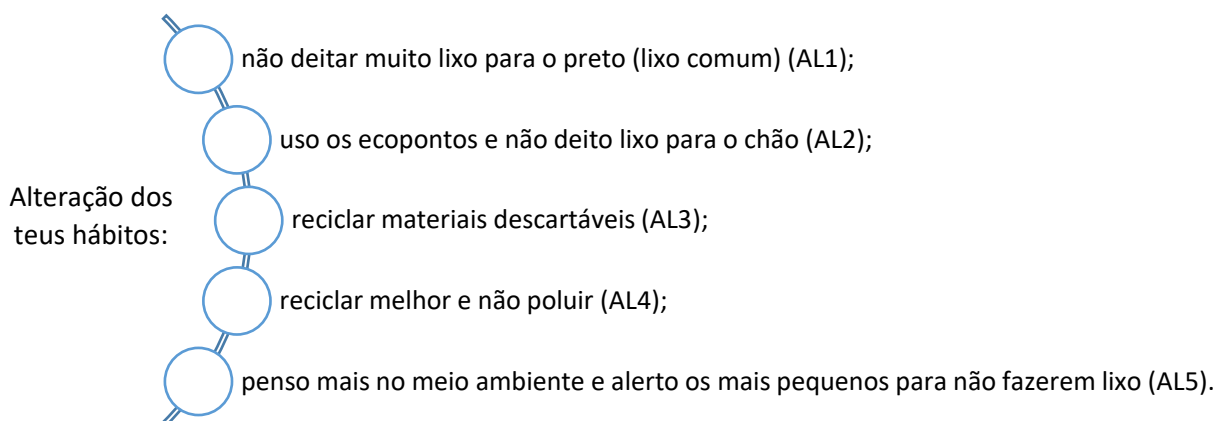 Alteração dos
teus hábitos:
não deitar muito lixo para o preto (lixo comum) (AL1);
uso os ecopontos e não deito lixo para o chão (AL2);
reciclar materiais descartáveis (AL3);
reciclar melhor e não poluir (AL4);
penso mais no meio ambiente e alerto os mais pequenos para não fazerem lixo (AL5).